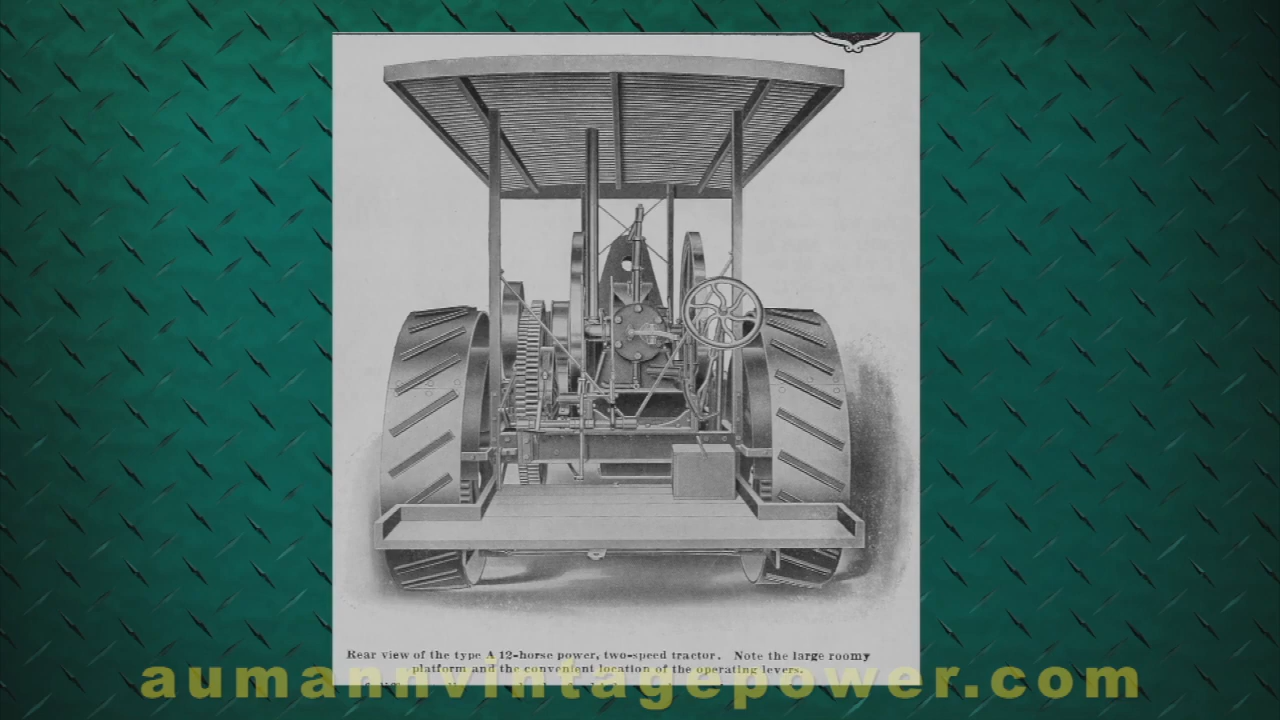 Rear view of the type A 12-horse power, two-speed tractor. Note the large roomy
platform and the convenient location of the operating levers.
aumannvintagepower.com